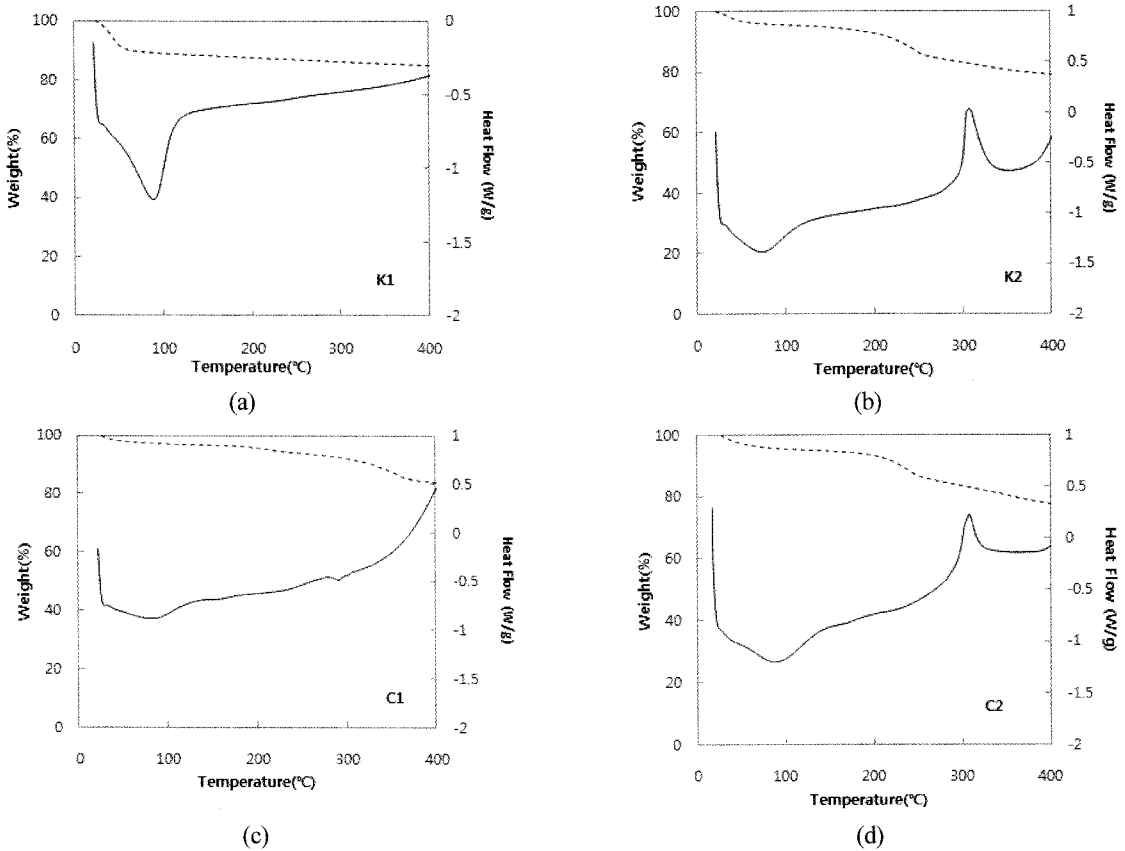 100
80
60
40
20
0
Weight(%)
0
-0.5
-1
-1.5
-2
Heat Flow (W/g)
K1
0 100 200 300 400
Temperature(℃)
(a)
100
80
60
40
20
0
Weight(%)
1
0.5
0
-0.5
-1
-1.5
-2
Heat Flow (W/g)
K2
0 100 200 300 400
Temperature(℃)
(b)
100
80
60
40
20
0
Weight(%)
1
0.5
0
-0.5
-1
-1.5
-2
Heat Flow (W/g)
C1
0 100 200 300 400
Temperature(℃)
(c)
100
80
60
40
20
0
Weight(%)
1
0.5
0
-0.5
-1
-1.5
-2
Heat Flow (W/g)
C2
0 100 200 300 400
Temperature(℃)
(d)